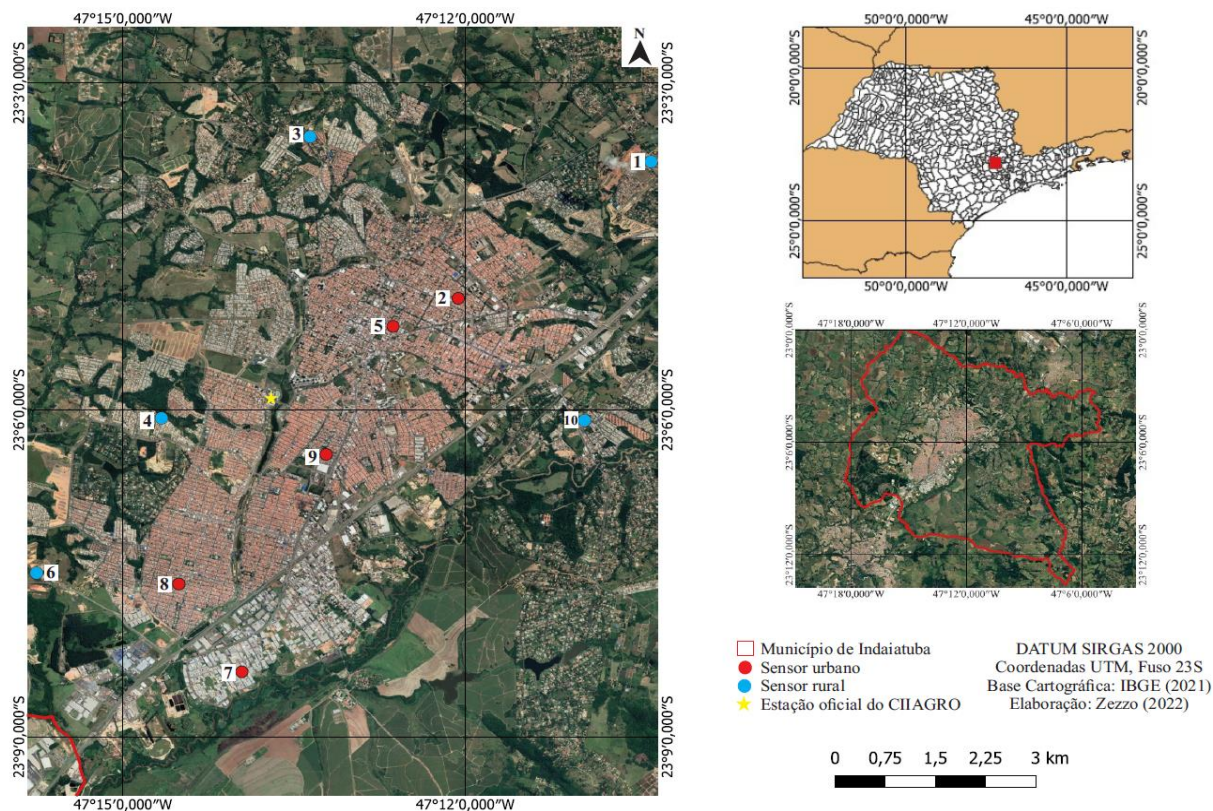 47°15'0,000"W 47°12'0,000"W
N
23°3'0,000"S 23°3'0,000"S
3
1
2
5
4
10
9
23°6'0,000"S 23°6'0,000"S
6
8
7
23°9'0,000"S 23°9'0,000"S
47°15'0,000"W 47°12'0,000"W
50°0'0,000"W 45°0'0,000"W
20°0'0,000"S 20°0'0,000"S
25°0'0,000"S 25°0'0,000"S
50°0'0,000"W 45°0'0,000"W
47°18'0,000"W 47°12'0,000"W 47°6'0,000"W
23°0'0,000"S 23°0'0,000"S
23°6'0,000"S 23°6'0,000"S
23°12'0,000"S 23°12'0,000"S
47°18'0,000"W 47°12'0,000"W 47°6'0,000"W
Município de Indaiatuba
Sensor urbano
Sensor rural
Estação oficial do CIIAGRO
DATUM SIRGAS 2000
Coordenadas UTM, Fuso 23S
Base Cartográfica: IBGE (2021)
Elaboração: Zezzo (2022)
0 0,75 1,5 2,25 3 km